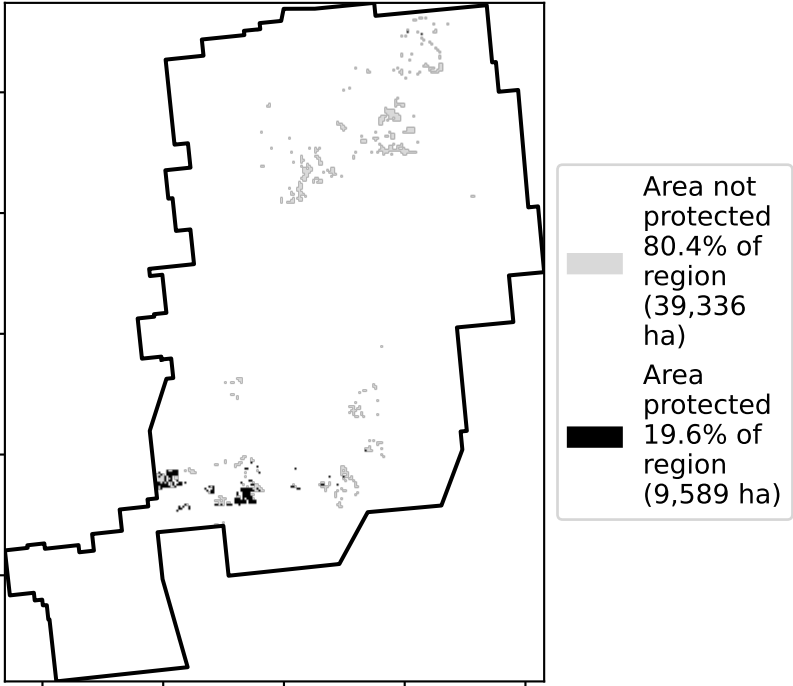 Area not
protected
80.4% of
region
(39,336
ha)
Area
protected
19.6% of
region
(9,589 ha)